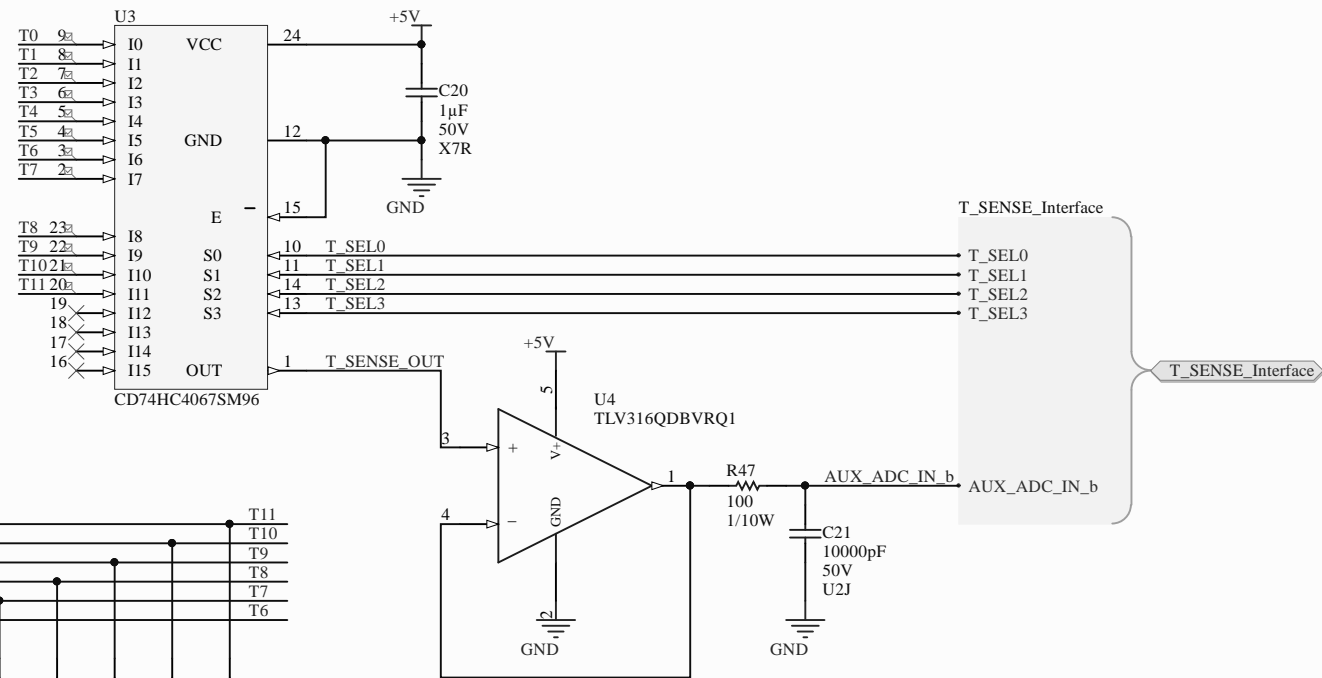 U3
+5V
T0 9 I0 VCC 24
T1 8 I1
T2 7 I2
T3 6 I3
C20
1µF
50V
X7R
T4 5 I4
T5 4 I5 GND 12
T6 3 I6
T7 2 I7
GND
E 15
T_SENSE_Interface
T8 23 I8
T9 22 I9 S0 10 T_SEL0 T_SEL0
T10 21 I10 S1 11 T_SEL1 T_SEL1
T11 20 I11 S2 14 T_SEL2 T_SEL2
19 I12 S3 13 T_SEL3 T_SEL3
18 I13
17 I14
16 I15 OUT 1 T_SENSE_OUT
+5V
T_SENSE_Interface
CD74HC4067SM96
U4
TLV316QDBVRQ1
5
3 + V+
1
R47
100
1/10W
AUX_ADC_IN_b AUX_ADC_IN_b
4 − GND
2
GND
C21
10000pF
50V
U2J
GND
T11
T10
T9
T8
T7
T6